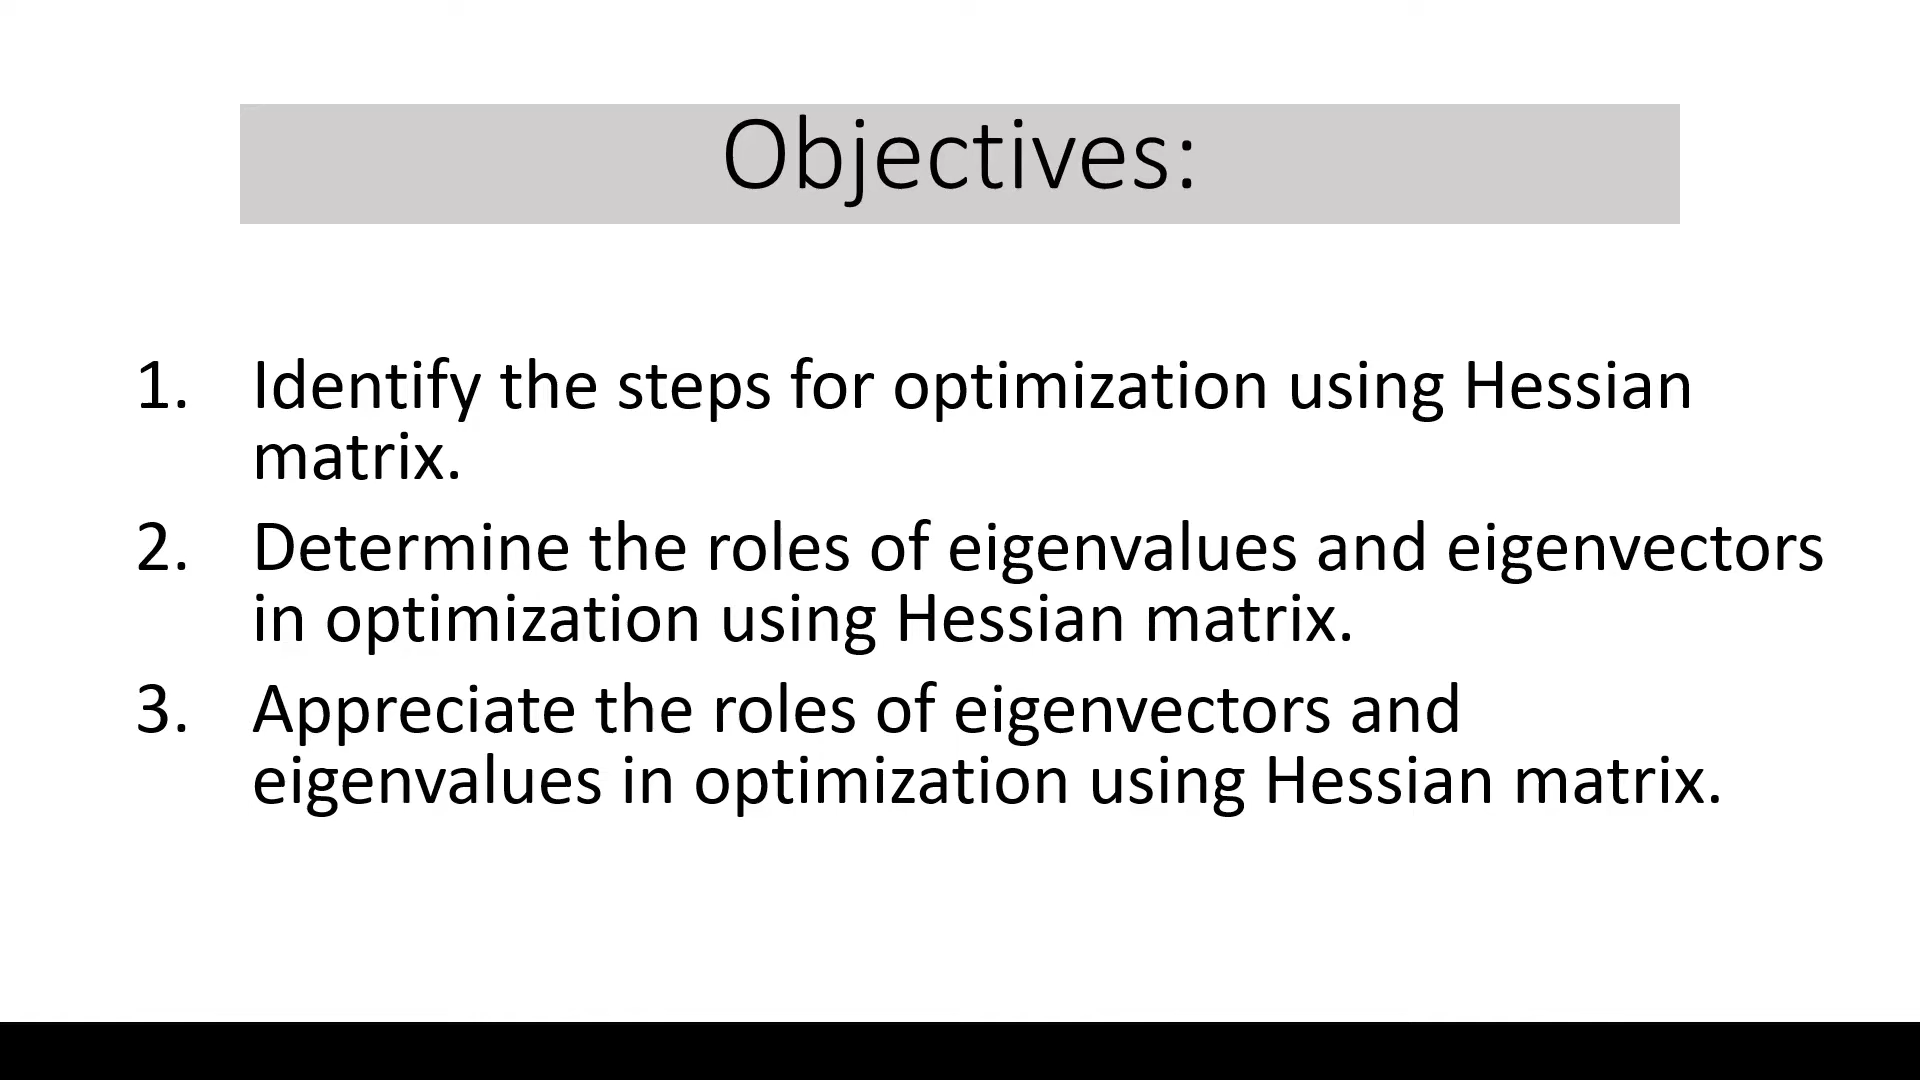 Objectives:
1. Identify the steps for optimization using Hessian
matrix.
2. Determine the roles of eigenvalues and eigenvectors
in optimization using Hessian matrix.
3. Appreciate the roles of eigenvectors and
eigenvalues in optimization using Hessian matrix.